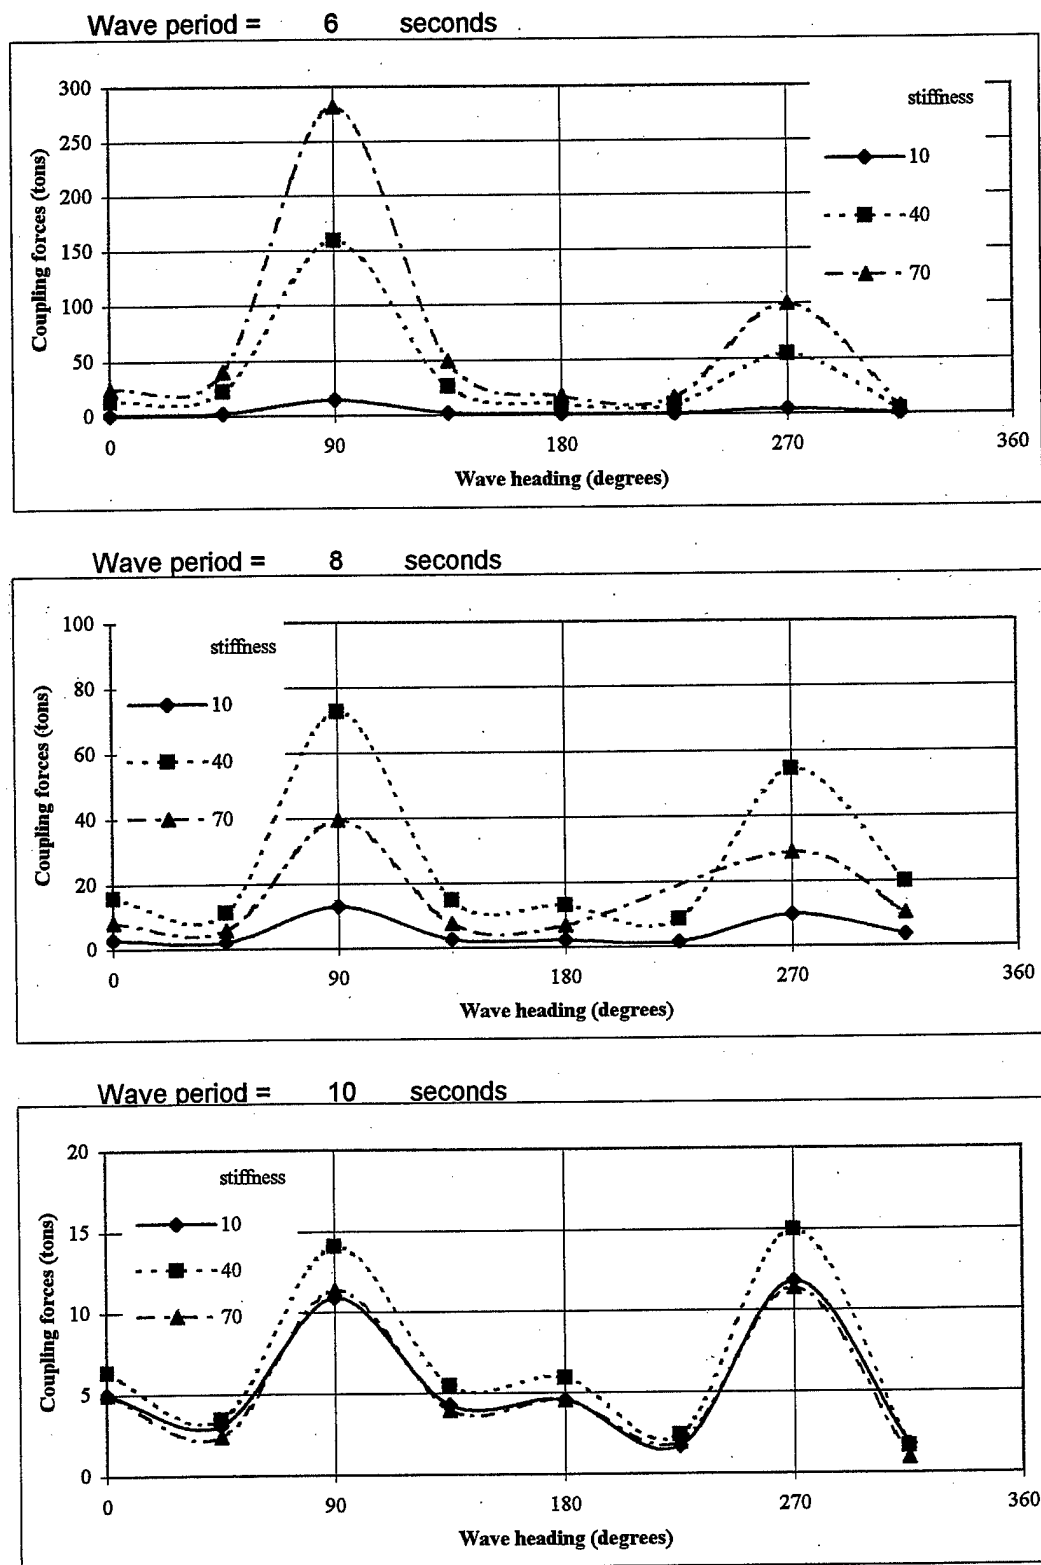 Wave period = 6 seconds
300
250
200
150
100
50
0
Coupling forces (tons)
stiffness
10
40
70
0 90 180 270 360
Wave heading (degrees)
Wave period = 8 seconds
100
80
60
40
20
0
Coupling forces (tons)
stiffness
10
40
70
0 90 180 270 360
Wave heading (degrees)
Wave period = 10 seconds
20
15
10
5
0
Coupling forces (tons)
stiffness
10
40
70
0 90 180 270 360
Wave heading (degrees)